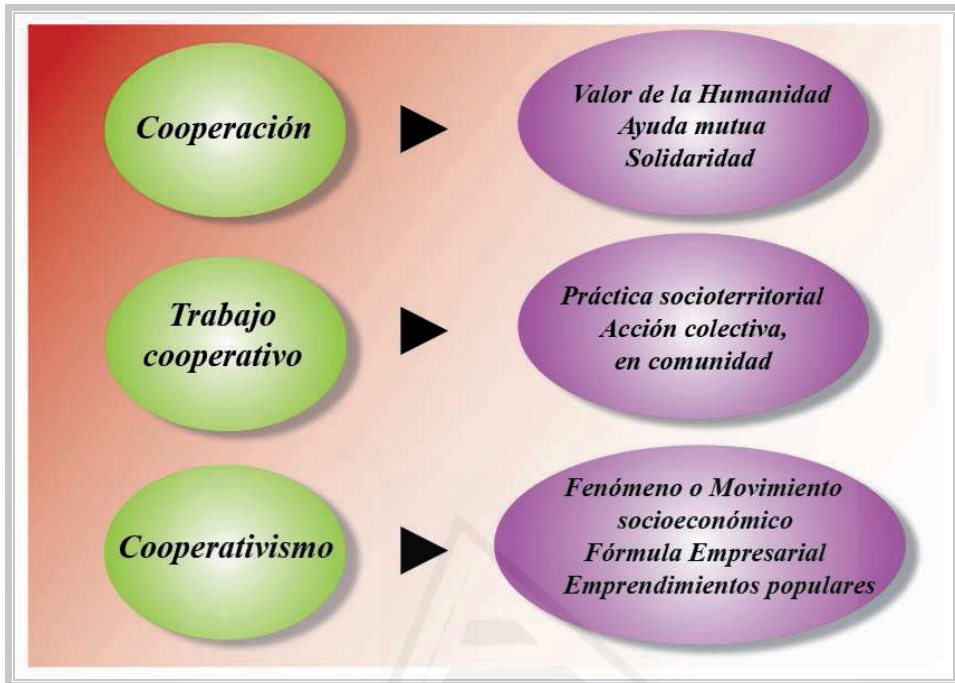 Cooperación
Valor de la Humanidad
Ayuda mutua
Solidaridad
Trabajo
cooperativo
Práctica socioterritorial
Acción colectiva,
en comunidad
Cooperativismo
Fenómeno o Movimiento
socioeconómico
Fórmula Empresarial
Emprendimientos populares